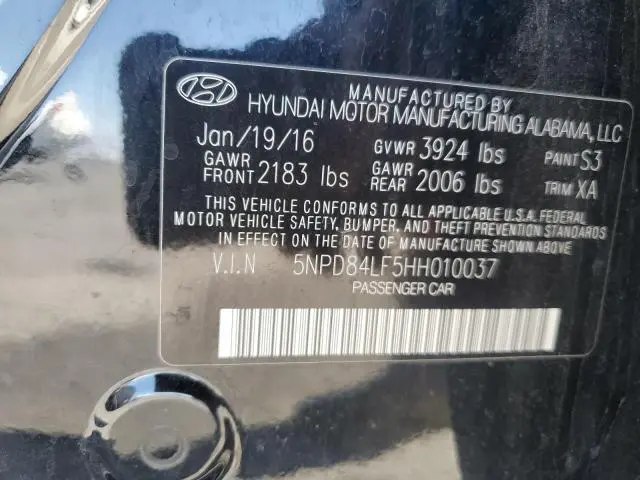 MANUFACTURED BY
HYUNDAI MOTOR MANUFACTURING ALABAMA, LLC
Jan/19/16 GVWR 3924 lbs PAINT S3
GAWR FRONT 2183 lbs GAWR REAR 2006 lbs TRIM XA
THIS VEHICLE CONFORMS TO ALL APPLICABLE U.S.A. FEDERAL
MOTOR VEHICLE SAFETY, BUMPER, AND THEFT PREVENTION STANDARDS
IN EFFECT ON THE DATE OF MANUFACTURE SHOWN ABOVE
V.I.N 5NPD84LF5HH010037
PASSENGER CAR